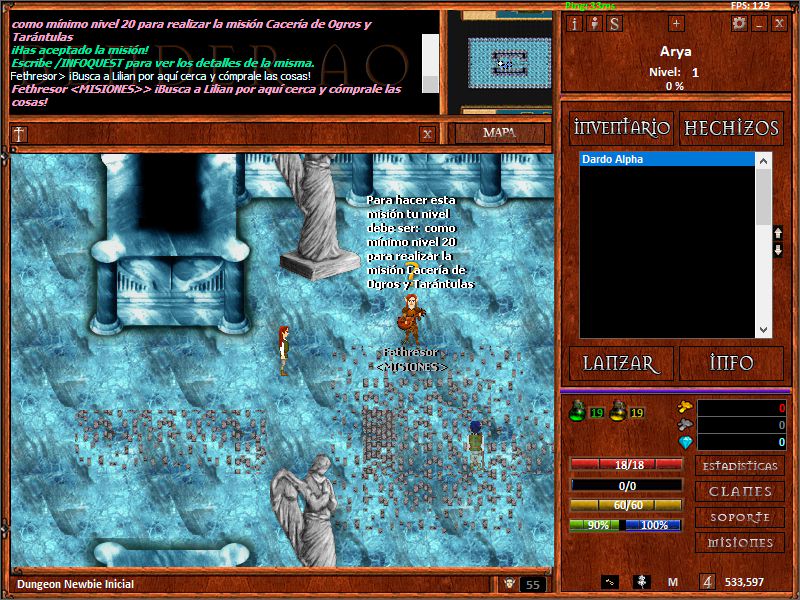 Ping: 33ms
FPS: 129
como mínimo nivel 20 para realizar la misión Cacería de Ogros y
Tarántulas
¡Has aceptado la misión!
Escribe /INFOQUEST para ver los detalles de la misma.
Fethresor> ¡Busca a Lilian por aquí cerca y cómprale las cosas!
Fethresor <MISIONES>> ¡Busca a Lilian por aquí cerca y cómprale las
cosas!
X
MAPA
i
S
+
_
X
Arya
Nivel: 1
0 %
INVENTARIO
HECHIZOS
Dardo Alpha
LANZAR
INFO
Para hacer esta
misión tu nivel
debe ser: como
mínimo nivel 20
para realizar la
misión Cacería de
Ogros y Tarántulas
?
Fethresor
<MISIONES>
19
19
0
0
0
18/18
0/0
60/60
90%
100%
ESTADÍSTICAS
CLANES
SOPORTE
MISIONES
Dungeon Newbie Inicial
55
M
4
533,597